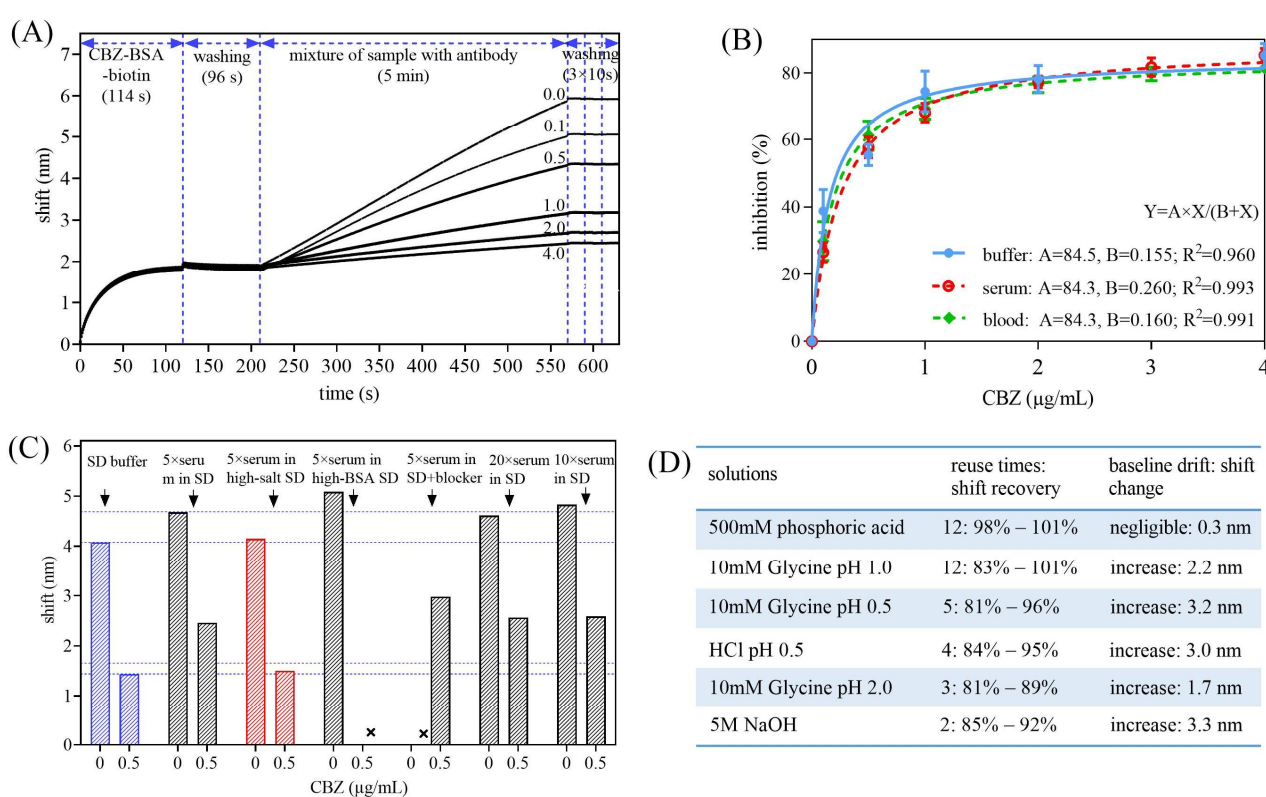 (A)
CBZ-BSA
-biotin
(114 s)
washing
(96 s)
mixture of sample with antibody
(5 min)
washing
(3×10s)
0.0
0.1
0.5
1.0
2.0
4.0
shift (nm)
7
6
5
4
3
2
1
0
0 50 100 150 200 250 300 350 400 450 500 550 600
time (s)
(B)
inhibition (%)
80
60
40
20
0
Y=A×X/(B+X)
buffer: A=84.5, B=0.155; R²=0.960
serum: A=84.3, B=0.260; R²=0.993
blood: A=84.3, B=0.160; R²=0.991
0 1 2 3 4
CBZ (μg/mL)
(C)
SD buffer
5×seru
m in SD
5×serum in
high-salt SD
5×serum in
high-BSA SD
5×serum in
SD+blocker
20×serum
in SD
10×serum
in SD
shift (nm)
6
5
4
3
2
1
0
0 0.5 0 0.5 0 0.5 0 0.5 0 0.5 0 0.5 0 0.5
CBZ (μg/mL)
(D)
solutions
reuse times:
shift recovery
baseline drift: shift
change
500mM phosphoric acid 12: 98% – 101% negligible: 0.3 nm
10mM Glycine pH 1.0 12: 83% – 101% increase: 2.2 nm
10mM Glycine pH 0.5 5: 81% – 96% increase: 3.2 nm
HCl pH 0.5 4: 84% – 95% increase: 3.0 nm
10mM Glycine pH 2.0 3: 81% – 89% increase: 1.7 nm
5M NaOH 2: 85% – 92% increase: 3.3 nm